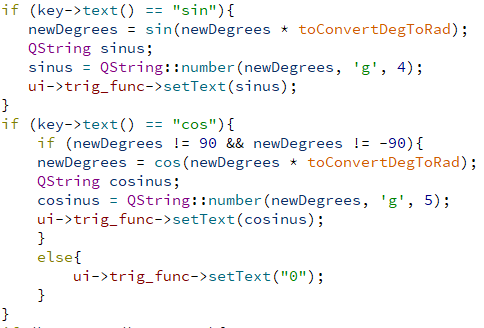 if (key->text() == "sin"){
newDegrees = sin(newDegrees * toConvertDegToRad);
QString sinus;
sinus = QString::number(newDegrees, 'g', 4);
ui->trig_func->setText(sinus);
}
if (key->text() == "cos"){
if (newDegrees != 90 && newDegrees != -90){
newDegrees = cos(newDegrees * toConvertDegToRad);
QString cosinus;
cosinus = QString::number(newDegrees, 'g', 5);
ui->trig_func->setText(cosinus);
}
else{
ui->trig_func->setText("0");
}
}